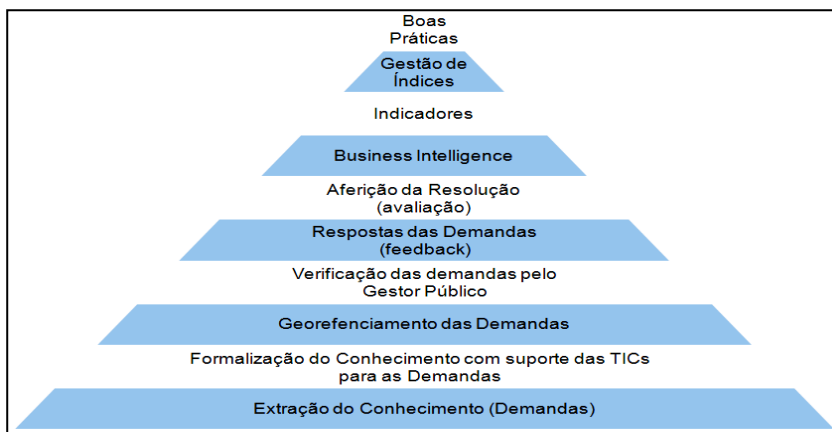 Boas
Práticas
Gestão de
Índices
Indicadores
Business Intelligence
Aferição da Resolução
(avaliação)
Respostas das Demandas
(feedback)
Verificação das demandas pelo
Gestor Público
Georefenciamento das Demandas
Formalização do Conhecimento com suporte das TICs
para as Demandas
Extração do Conhecimento (Demandas)